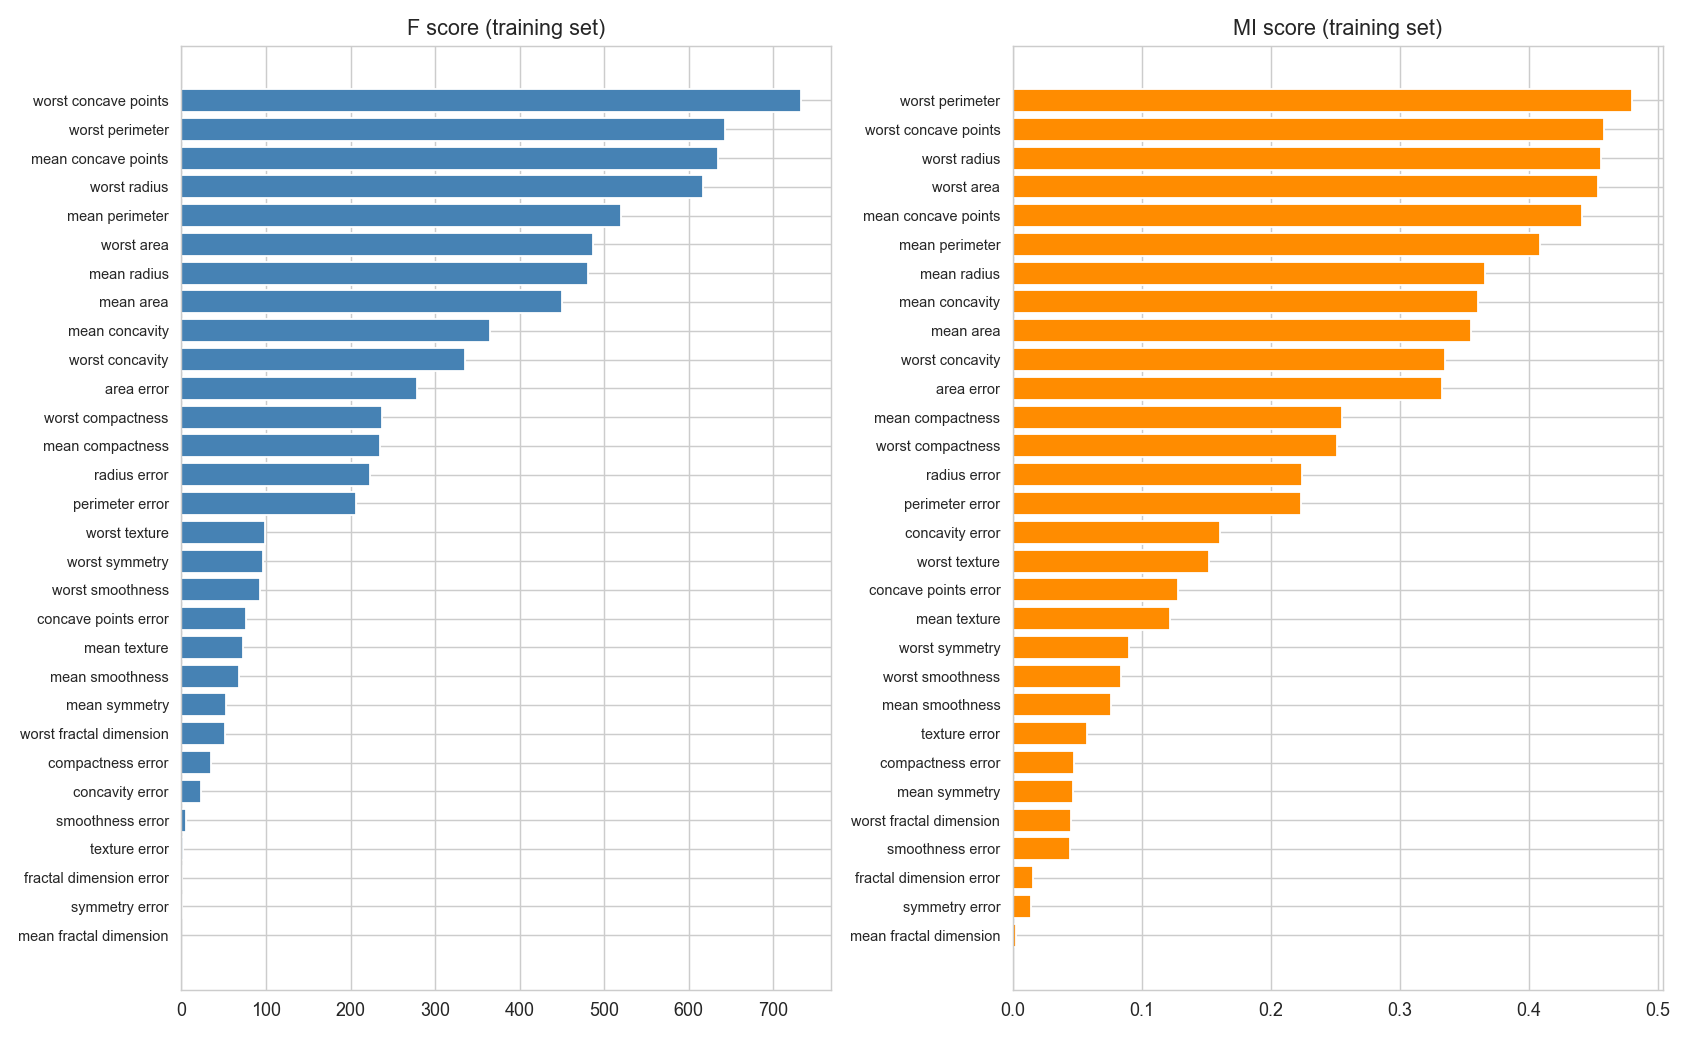 F score (training set)
worst concave points
worst perimeter
mean concave points
worst radius
mean perimeter
worst area
mean radius
mean area
mean concavity
worst concavity
area error
worst compactness
mean compactness
radius error
perimeter error
worst texture
worst symmetry
worst smoothness
concave points error
mean texture
mean smoothness
mean symmetry
worst fractal dimension
compactness error
concavity error
smoothness error
texture error
fractal dimension error
symmetry error
mean fractal dimension
0 100 200 300 400 500 600 700
MI score (training set)
worst perimeter
worst concave points
worst radius
worst area
mean concave points
mean perimeter
mean radius
mean concavity
mean area
worst concavity
area error
mean compactness
worst compactness
radius error
perimeter error
concavity error
worst texture
concave points error
mean texture
worst symmetry
worst smoothness
mean smoothness
texture error
compactness error
mean symmetry
worst fractal dimension
smoothness error
fractal dimension error
symmetry error
mean fractal dimension
0.0 0.1 0.2 0.3 0.4 0.5